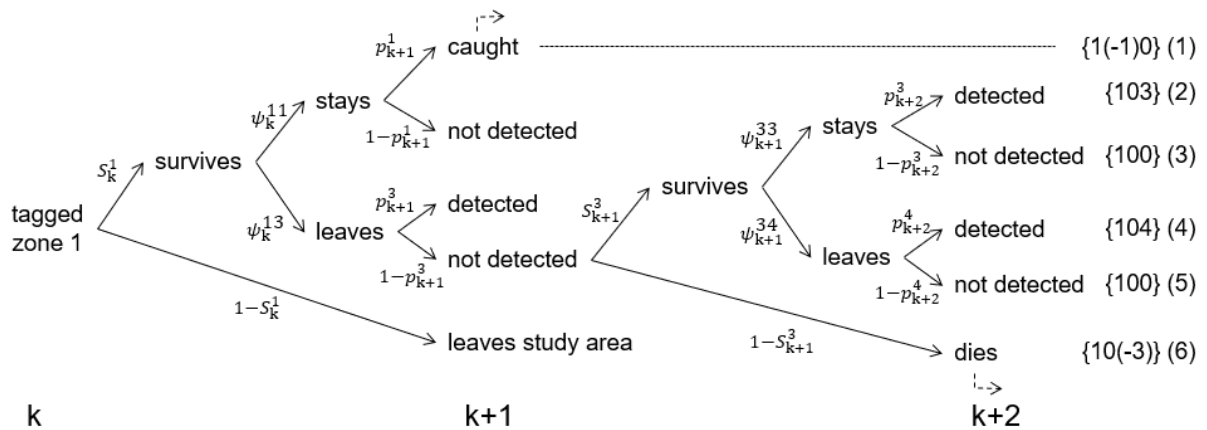 p¹ₖ₊₁ caught {1(-1)0} (1)
ψ¹¹ₖ stays p³ₖ₊₂ detected {103} (2)
1−p¹ₖ₊₁ not detected ψ³³ₖ₊₁ stays
S¹ₖ survives 1−p³ₖ₊₂ not detected {100} (3)
p³ₖ₊₁ detected S³ₖ₊₁ survives
tagged
zone 1
ψ¹³ₖ leaves ψ³⁴ₖ₊₁ p⁴ₖ₊₂ detected {104} (4)
1−p³ₖ₊₁ not detected leaves
1−p⁴ₖ₊₂ not detected {100} (5)
1−S¹ₖ leaves study area 1−S³ₖ₊₁ dies {10(-3)} (6)
k k+1 k+2